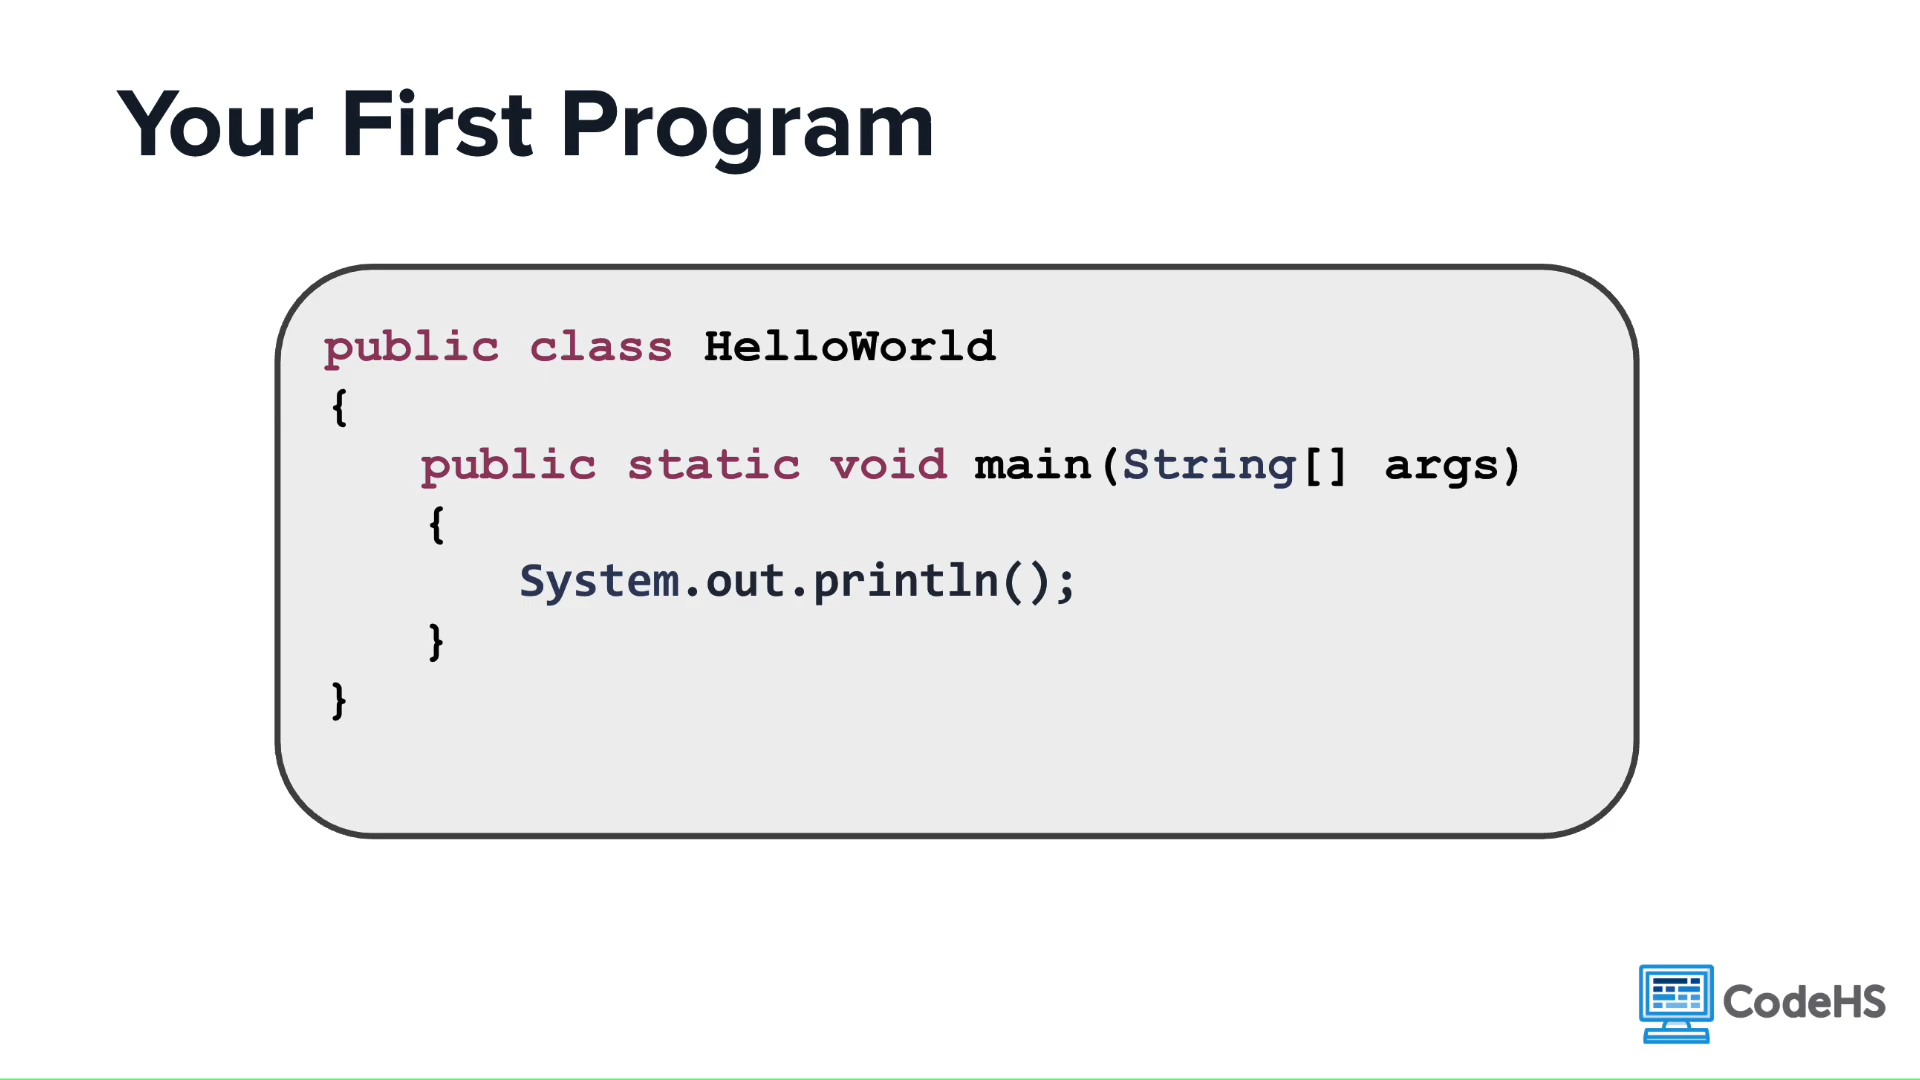 Your First Program
public class HelloWorld
{
    public static void main(String[] args)
    {
        System.out.println();
    }
}
CodeHS